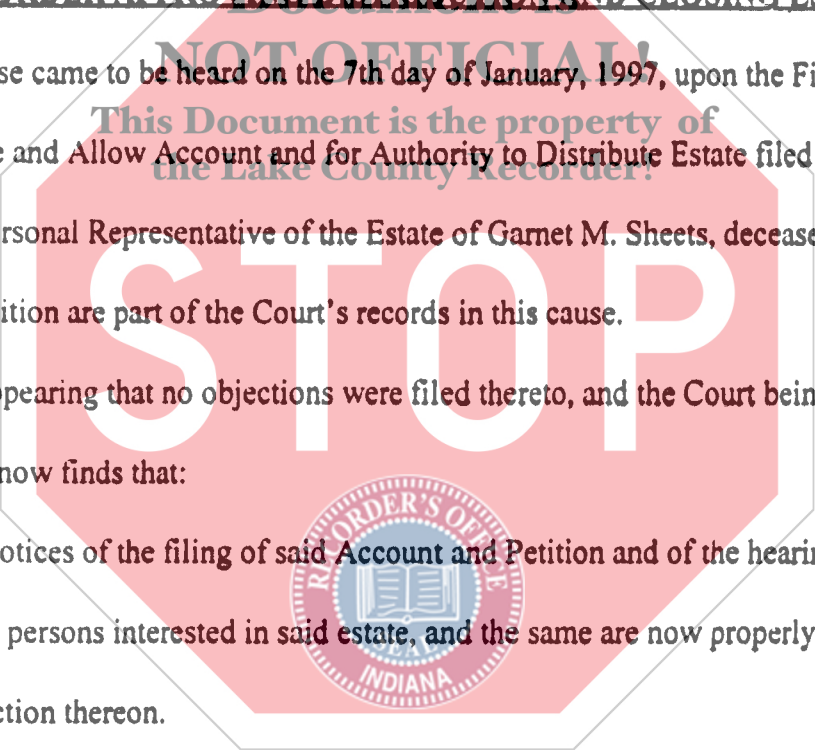 Document is
NOT OFFICIAL!
se came to be heard on the 7th day of January, 1997, upon the Fi
This Document is the property of
e and Allow Account and for Authority to Distribute Estate filed
the Lake County Recorder!
rsonal Representative of the Estate of Garnet M. Sheets, decease
STOP
ition are part of the Court's records in this cause.
ppearing that no objections were filed thereto, and the Court bein
now finds that:
RECORDER'S OFFICE
otices of the filing of said Account and Petition and of the hearin
persons interested in said estate, and the same are now properly
SEAL
INDIANA
ction thereon.